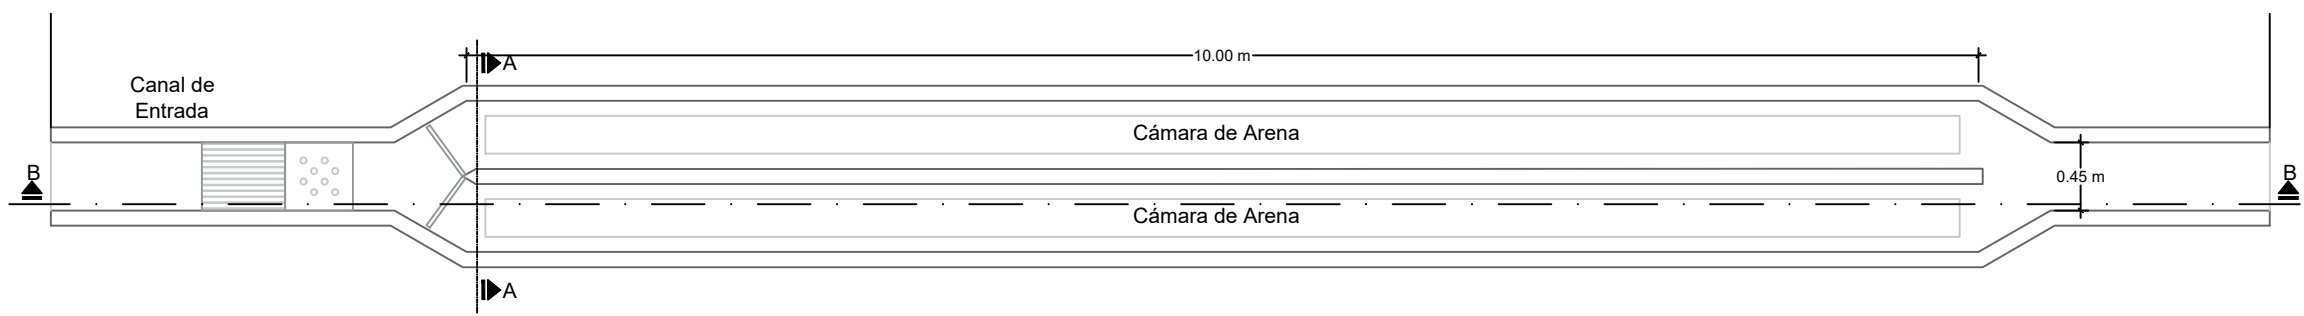 10.00 m
A
Canal de
Entrada
Cámara de Arena
B
0.45 m
B
Cámara de Arena
A